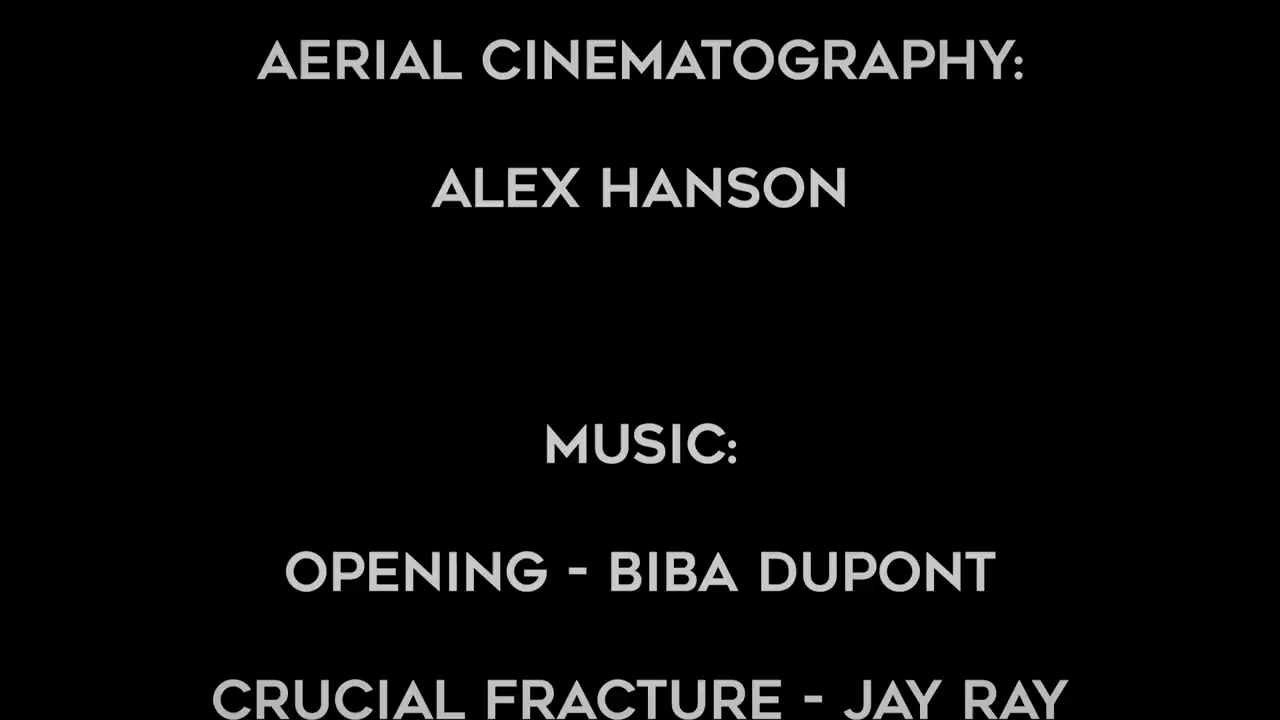 AERIAL CINEMATOGRAPHY:
ALEX HANSON
MUSIC:
OPENING - BIBA DUPONT
CRUCIAL FRACTURE - JAY RAY